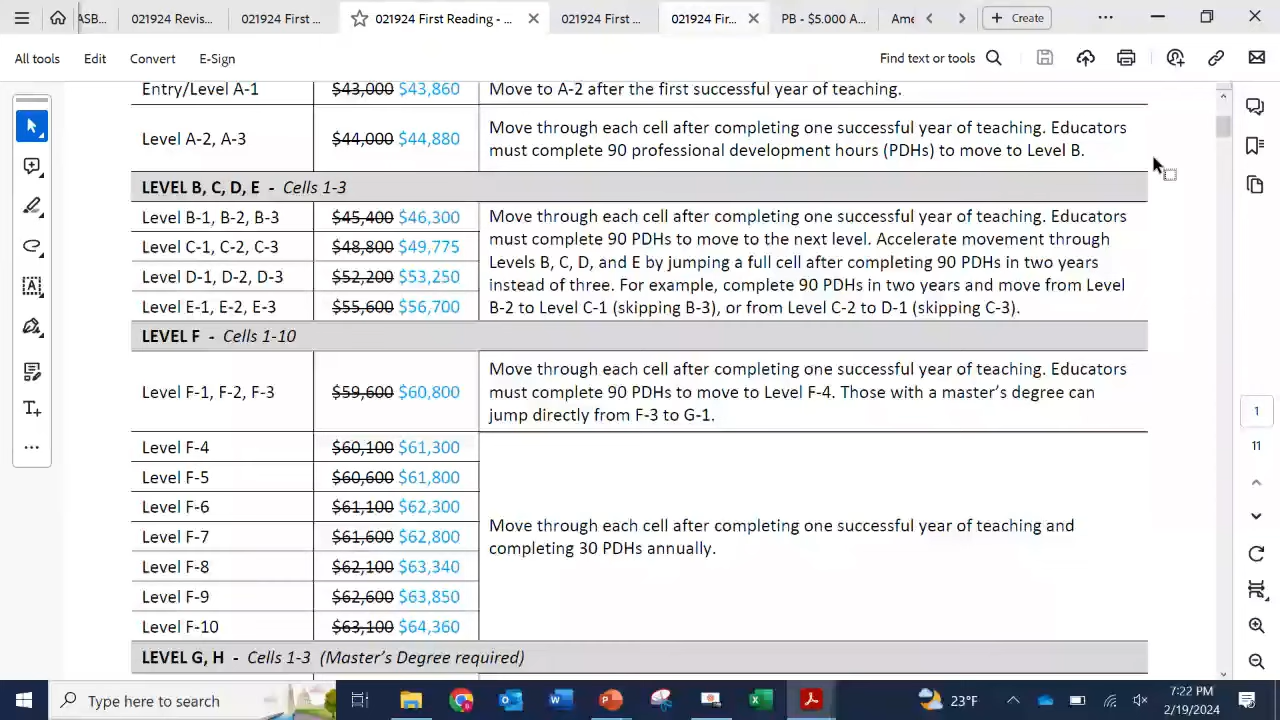 ASB...
021924 Revis...
021924 First ...
021924 First Reading - ...
021924 First ...
021924 Fir...
PB - $5.000 A...
Ame
Create
All tools
Edit
Convert
E-Sign
Find text or tools
Entry/Level A-1 $43,000 $43,860 Move to A-2 after the first successful year of teaching.
Level A-2, A-3 $44,000 $44,880
Move through each cell after completing one successful year of teaching. Educators
must complete 90 professional development hours (PDHs) to move to Level B.
LEVEL B, C, D, E - Cells 1-3
Level B-1, B-2, B-3 $45,400 $46,300
Level C-1, C-2, C-3 $48,800 $49,775
Level D-1, D-2, D-3 $52,200 $53,250
Level E-1, E-2, E-3 $55,600 $56,700
Move through each cell after completing one successful year of teaching. Educators
must complete 90 PDHs to move to the next level. Accelerate movement through
Levels B, C, D, and E by jumping a full cell after completing 90 PDHs in two years
instead of three. For example, complete 90 PDHs in two years and move from Level
B-2 to Level C-1 (skipping B-3), or from Level C-2 to D-1 (skipping C-3).
LEVEL F - Cells 1-10
Level F-1, F-2, F-3 $59,600 $60,800
Move through each cell after completing one successful year of teaching. Educators
must complete 90 PDHs to move to Level F-4. Those with a master's degree can
jump directly from F-3 to G-1.
Level F-4 $60,100 $61,300
Level F-5 $60,600 $61,800
Level F-6 $61,100 $62,300
Level F-7 $61,600 $62,800
Level F-8 $62,100 $63,340
Level F-9 $62,600 $63,850
Level F-10 $63,100 $64,360
Move through each cell after completing one successful year of teaching and
completing 30 PDHs annually.
LEVEL G, H - Cells 1-3 (Master's Degree required)
1
11
Type here to search
23°F
7:22 PM
2/19/2024